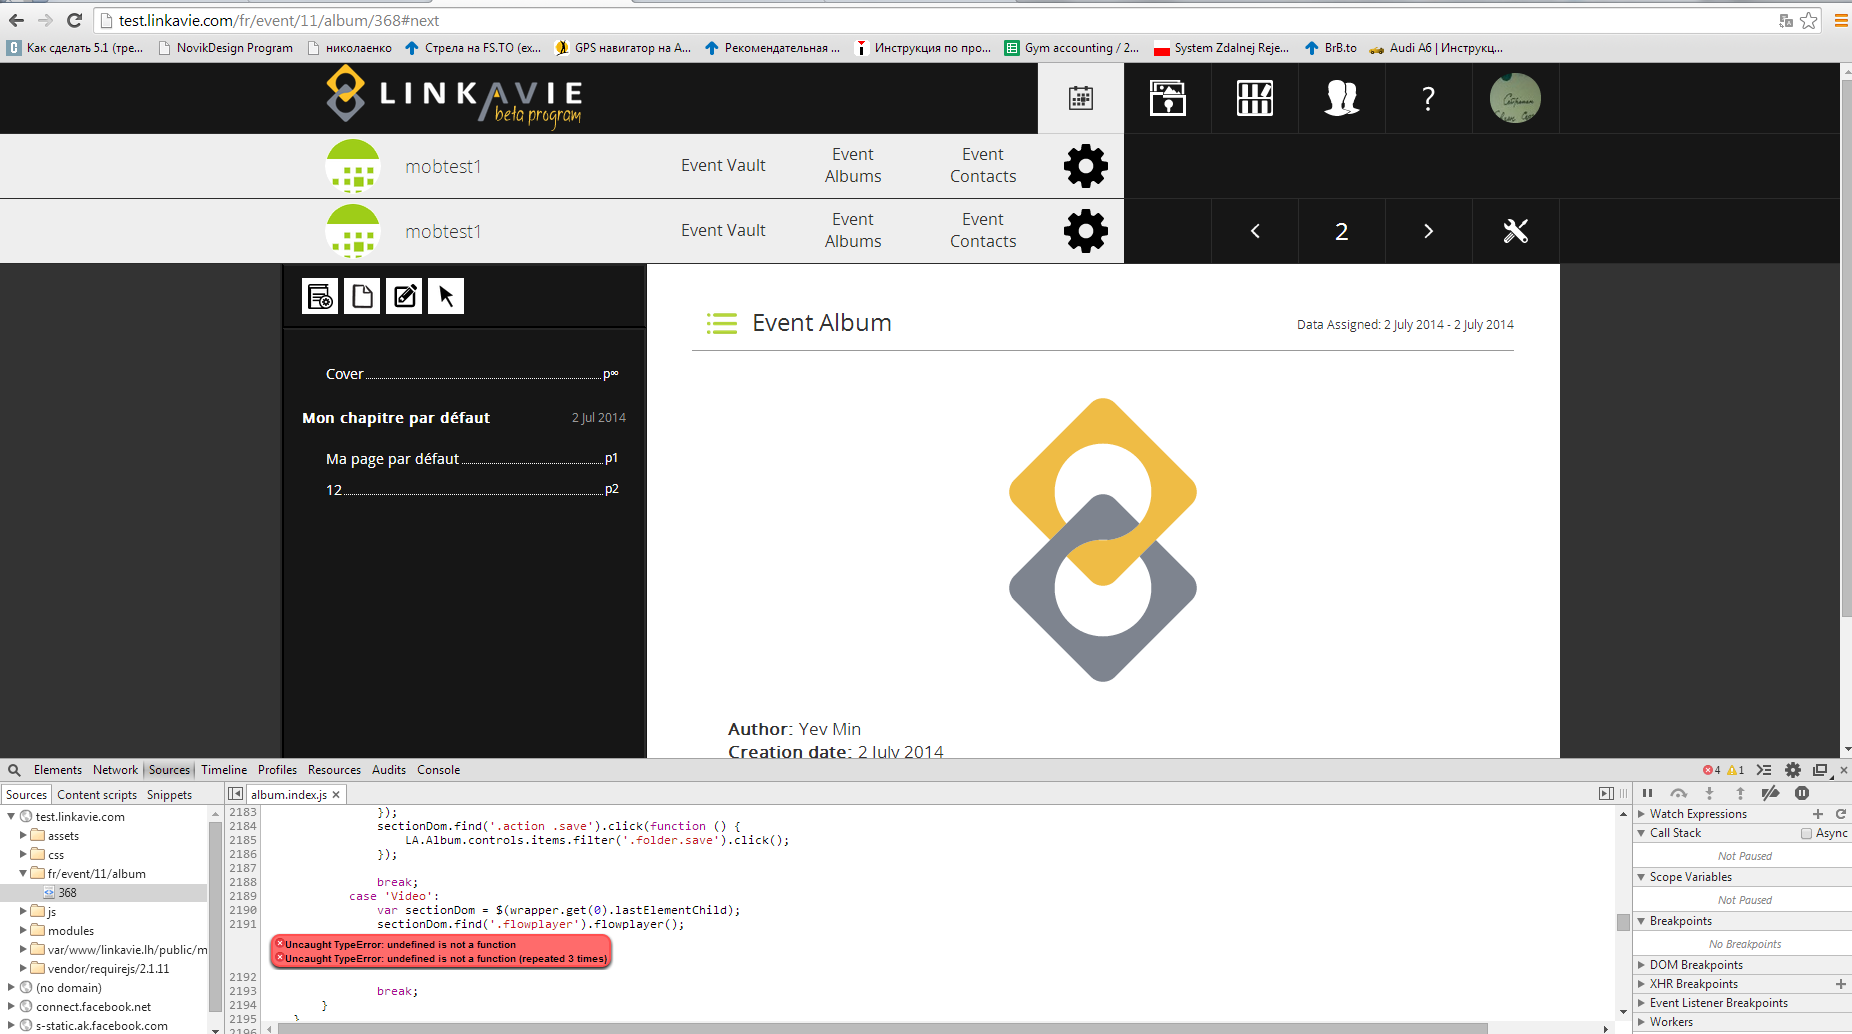 test.linkavie.com/fr/event/11/album/368#next
Как сделать 5.1 (тре... NovikDesign Program николаенко Стрела на FS.TO (ex... GPS навигатор на А... Рекомендательная ... Инструкция по про... Gym accounting / 2... System Zdalnej Reje... BrB.to Audi A6 | Инструкц...
LINKAVIE
beta program
?
mobtest1 Event Vault Event Albums Event Contacts
mobtest1 Event Vault Event Albums Event Contacts
2
Event Album
Data Assigned: 2 July 2014 - 2 July 2014
Cover p∞
Mon chapitre par défaut 2 Jul 2014
Ma page par défaut p1
12 p2
Author: Yev Min
Creation date: 2 July 2014
Elements Network Sources Timeline Profiles Resources Audits Console 4 1
Sources Content scripts Snippets
album.index.js
test.linkavie.com
assets
css
fr/event/11/album
368
js
modules
var/www/linkavie.lh/public/m
vendor/requirejs/2.1.11
(no domain)
connect.facebook.net
s-static.ak.facebook.com
2183 });
2184 sectionDom.find('.action .save').click(function () {
2185 LA.Album.controls.items.filter('.folder.save').click();
2186 });
2187
2188 break;
2189 case 'Video':
2190 var sectionDom = $(wrapper.get(0).lastElementChild);
2191 sectionDom.find('.flowplayer').flowplayer();
Uncaught TypeError: undefined is not a function
Uncaught TypeError: undefined is not a function (repeated 3 times)
2192
2193 break;
2194 }
2195 }
2196
Watch Expressions
Call Stack Async
Not Paused
Scope Variables
Not Paused
Breakpoints
No Breakpoints
DOM Breakpoints
XHR Breakpoints
Event Listener Breakpoints
Workers